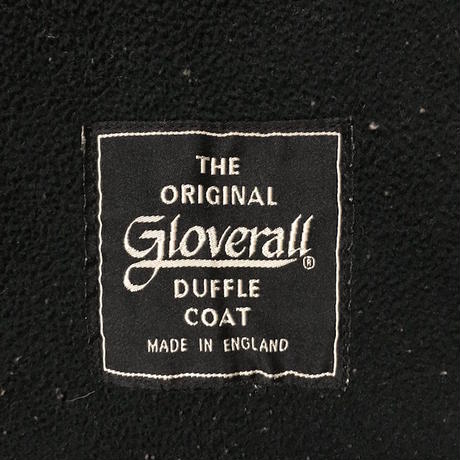 THE
ORIGINAL
Gloverall®
DUFFLE
COAT
MADE IN ENGLAND